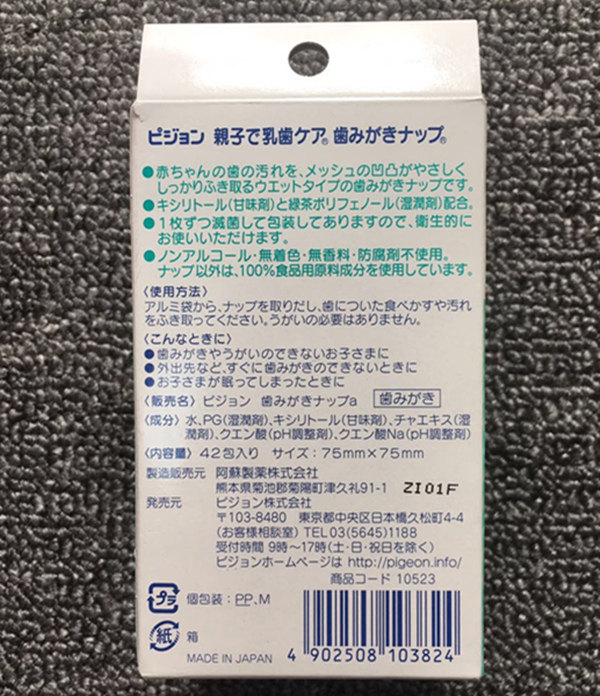 ピジョン 親子で乳歯ケア® 歯みがきナップ®
●赤ちゃんの歯の汚れを、メッシュの凹凸がやさしく
しっかりふき取るウエットタイプの歯みがきナップです。
●キシリトール(甘味剤)と緑茶ポリフェノール(湿潤剤)配合。
●1枚ずつ滅菌して包装してありますので、衛生的に
お使いいただけます。
●ノンアルコール・無着色・無香料・防腐剤不使用。
ナップ以外は、100%食品用原料成分を使用しています。
〈使用方法〉
アルミ袋から、ナップを取りだし、歯についた食べかすや汚れ
をふき取ってください。うがいの必要はありません。
〈こんなときに〉
●歯みがきやうがいのできないお子さまに
●外出先など、すぐに歯みがきのできないときに
●お子さまが眠ってしまったときに
〈販売名〉 ピジョン 歯みがきナップa 歯みがき
〈成分〉 水、PG(湿潤剤)、キシリトール(甘味剤)、チャエキス(湿
潤剤)、クエン酸(pH調整剤)、クエン酸Na(pH調整剤)
〈内容量〉 42包入り サイズ:75mm×75mm
製造販売元 阿蘇製薬株式会社
熊本県菊池郡菊陽町津久礼91-1 ZI01F
発売元 ピジョン株式会社
〒103-8480 東京都中央区日本橋久松町4-4
(お客様相談室) TEL03(5645)1188
受付時間 9時〜17時(土・日・祝日を除く)
ピジョンホームページは http://pigeon.info/
商品コード 10523
プラ 個包装:PP、M
紙 箱
MADE IN JAPAN
4 902508 103824